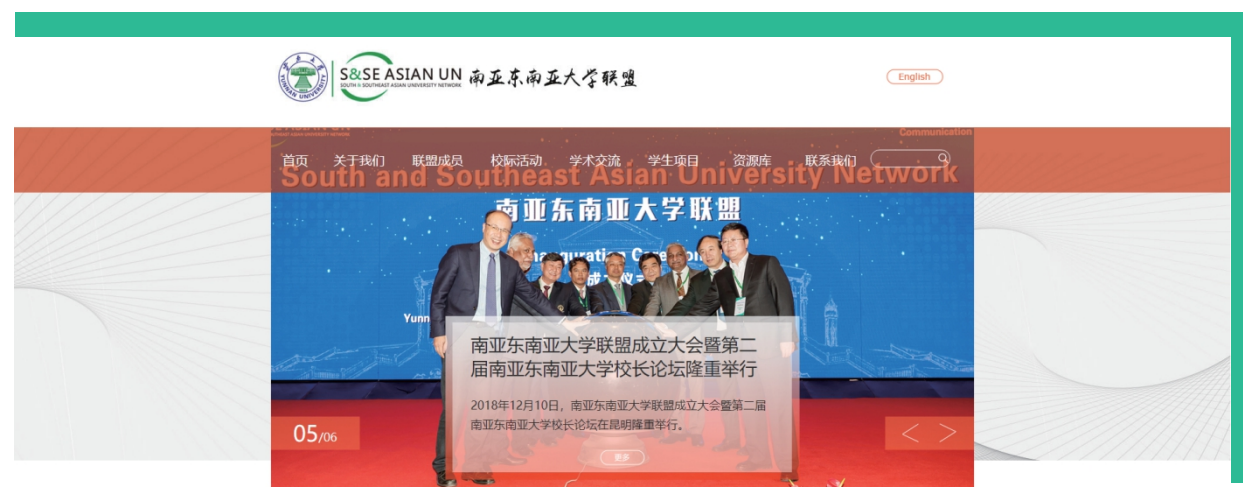 YUNNAN UNIVERSITY
S&SE ASIAN UN
SOUTH & SOUTHEAST ASIAN UNIVERSITY NETWORK
南亚东南亚大学联盟
English
Communication
首页 关于我们 联盟成员 校际活动 学术交流 学生项目 资源库 联系我们
South and Southeast Asian University Network
南亚东南亚大学联盟
南亚东南亚大学联盟成立大会暨第二
届南亚东南亚大学校长论坛隆重举行
2018年12月10日，南亚东南亚大学联盟成立大会暨第二届
南亚东南亚大学校长论坛在昆明隆重举行。
05/06
< >
更多